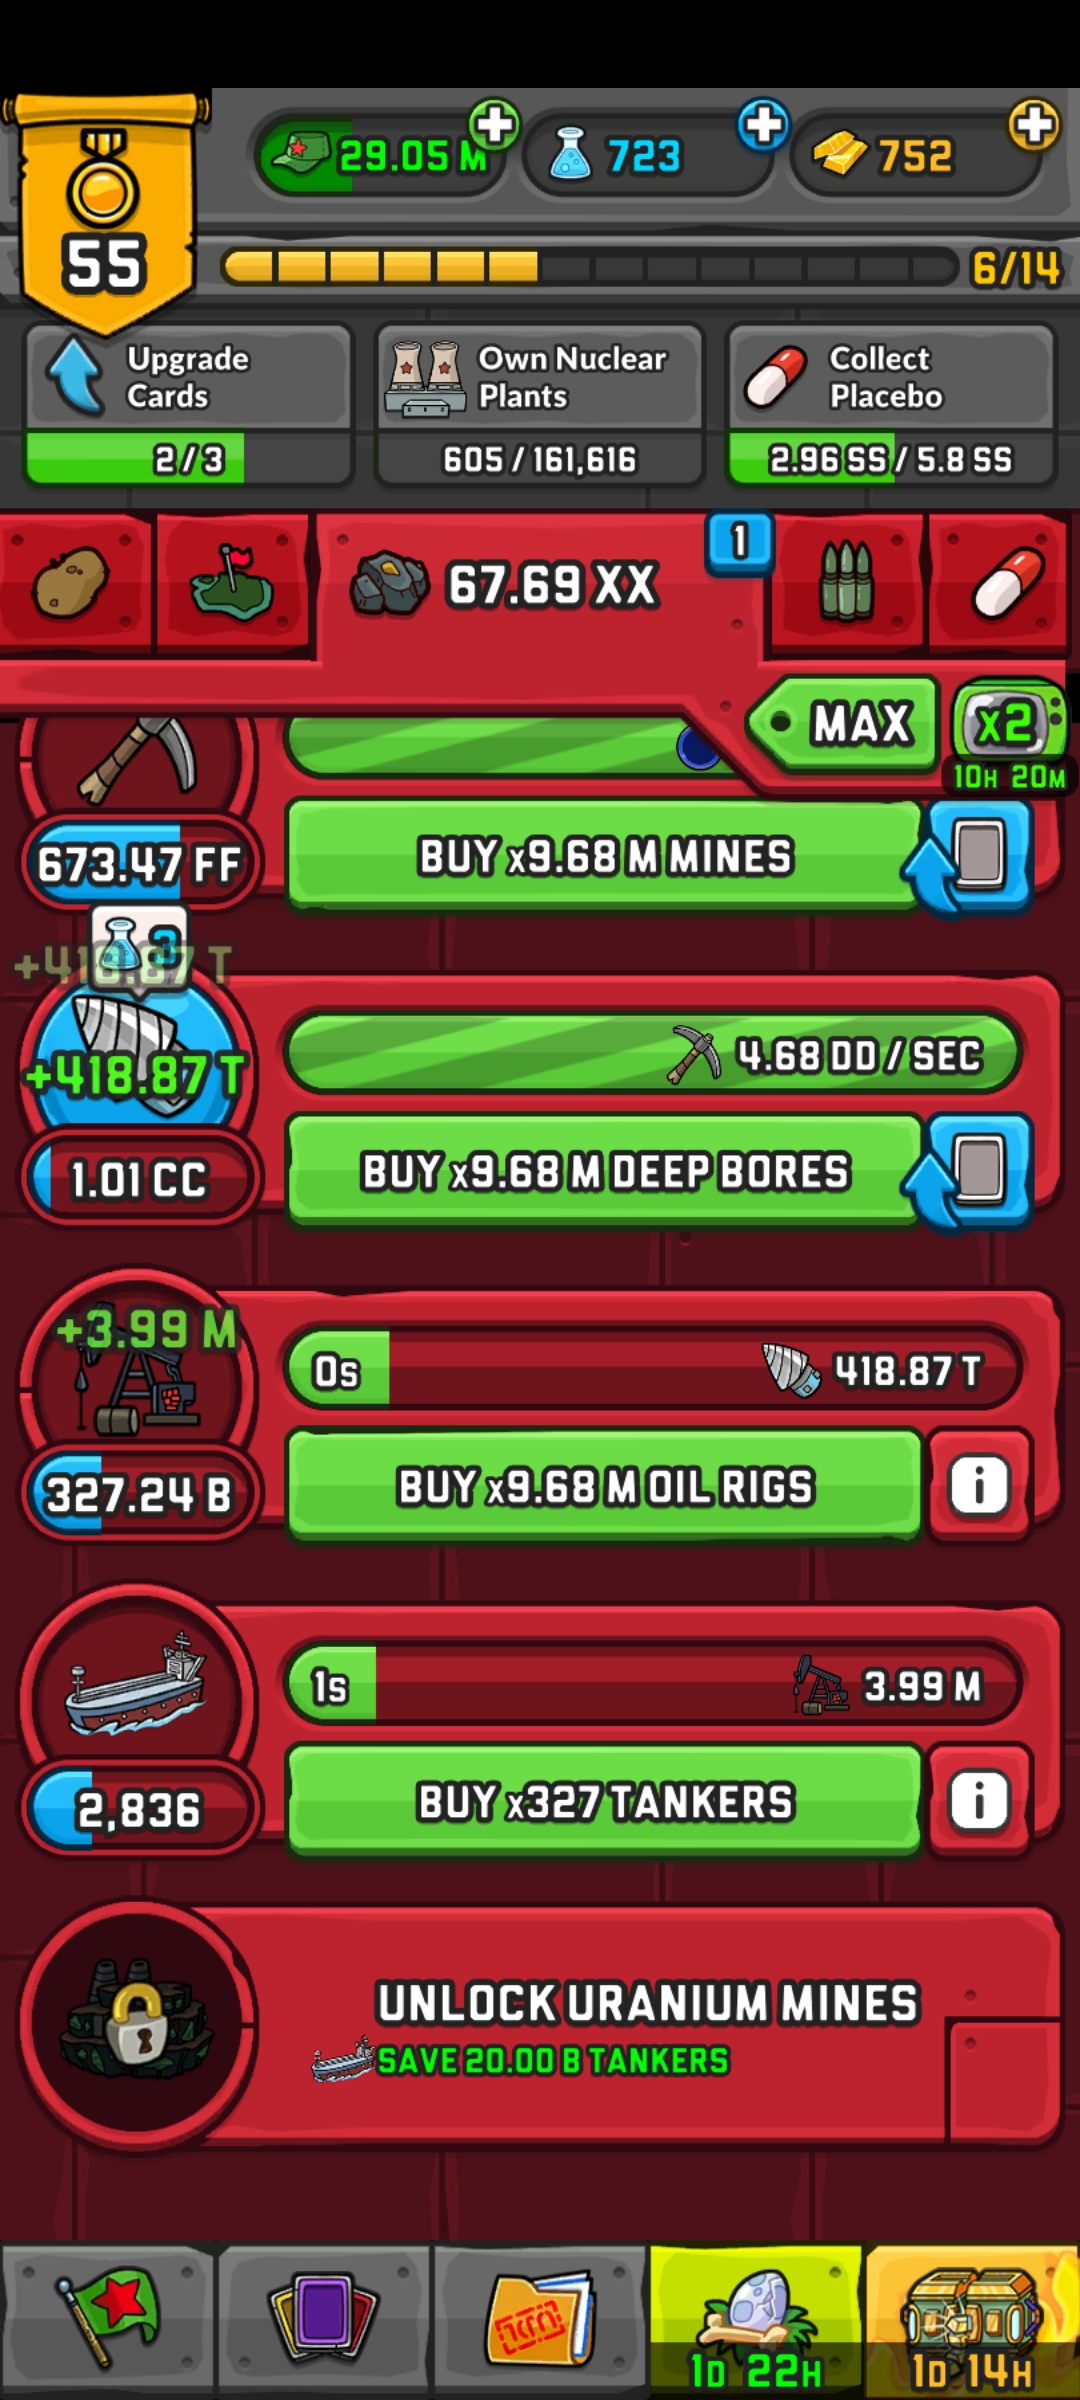 55
29.05 M
723
752
6/14
Upgrade
Cards
2/3
Own Nuclear
Plants
605/161,616
Collect
Placebo
2.96 SS/5.8 SS
67.69 XX
1
MAX
x2
10H 20M
673.47 FF
BUY x9.68 M MINES
3
+418.87 T
+418.87 T
4.68 DD/SEC
1.01 CC
BUY x9.68 M DEEP BORES
+3.99 M
0s
418.87 T
327.24 B
BUY x9.68 M OIL RIGS
i
1s
3.99 M
2,836
BUY x327 TANKERS
i
UNLOCK URANIUM MINES
SAVE 20.00 B TANKERS
1D 22H
1D 14H